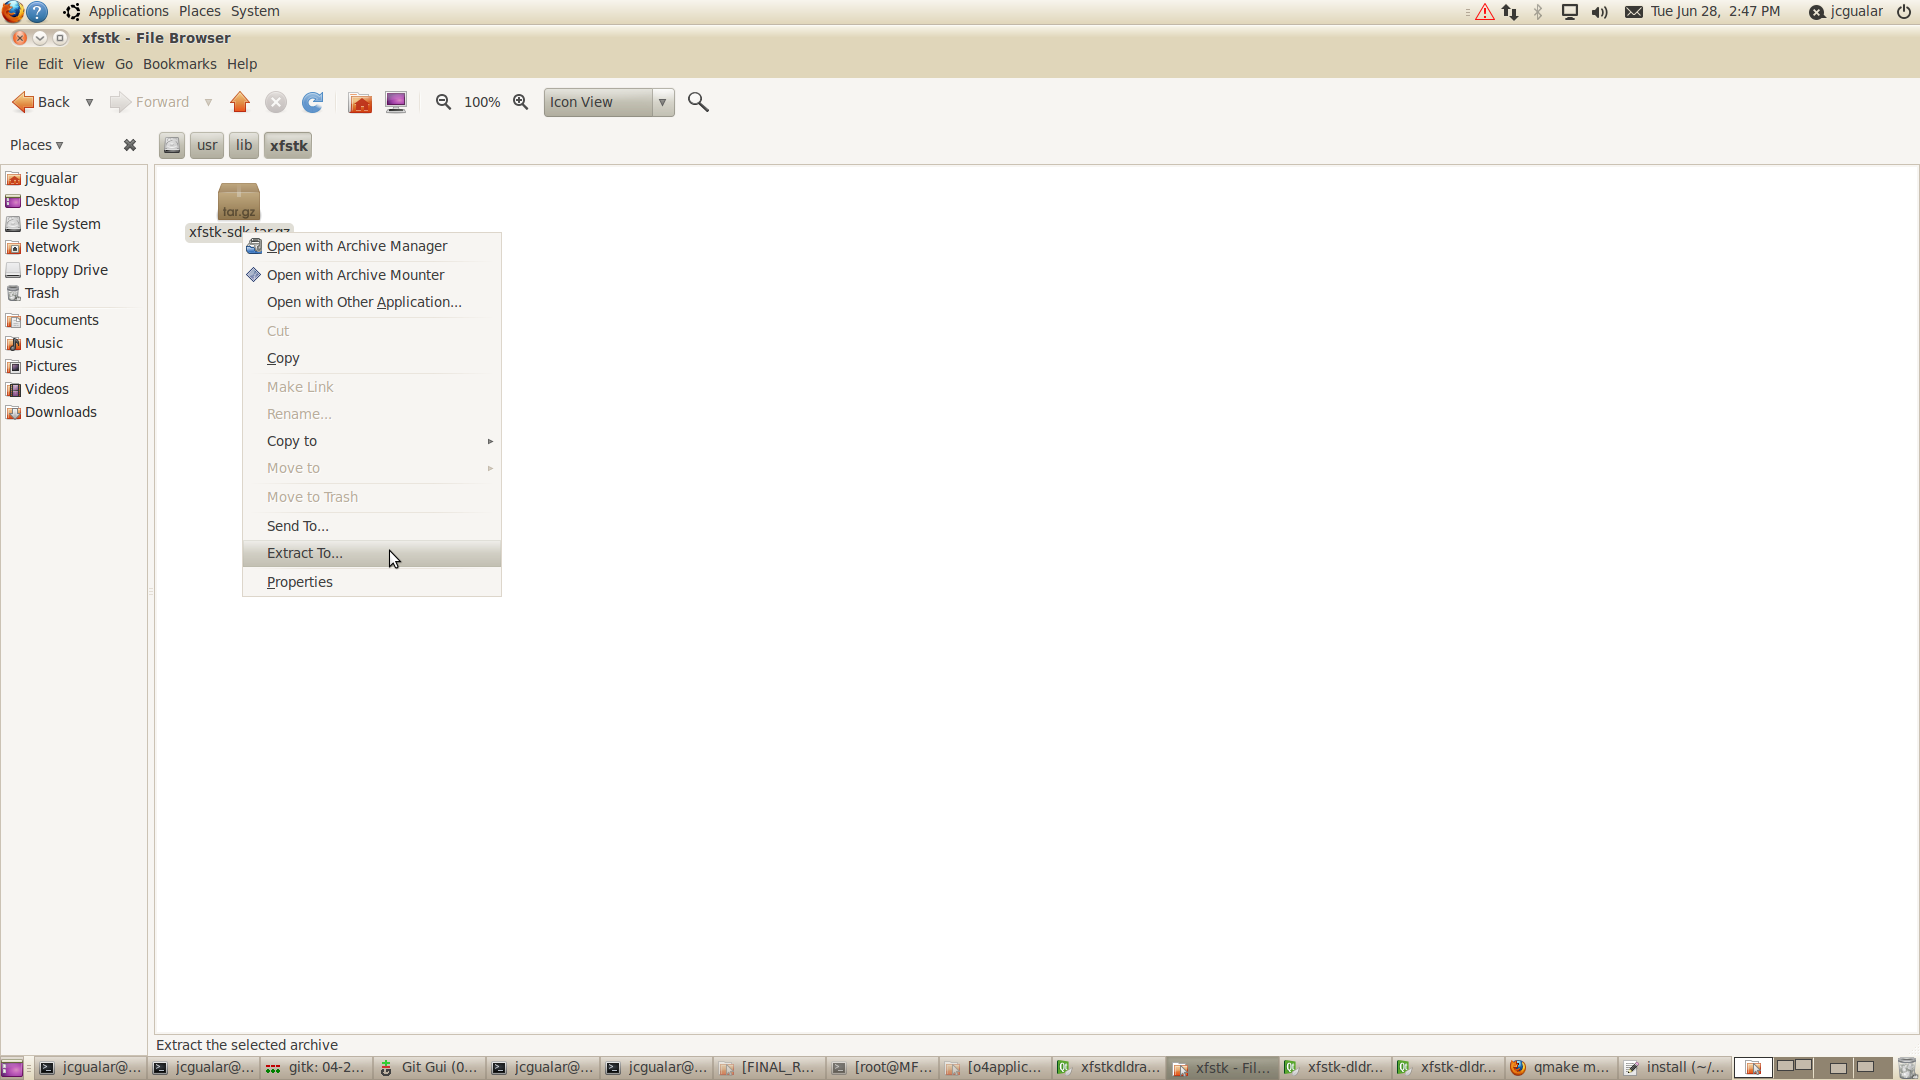 Applications Places System Tue Jun 28, 2:47 PM jcgualar
xfstk - File Browser
File Edit View Go Bookmarks Help
Back Forward 100% Icon View
Places usr lib xfstk
jcgualar
Desktop
File System
Network
Floppy Drive
Trash
Documents
Music
Pictures
Videos
Downloads
tar.gz
xfstk-sdk.tar.gz
Open with Archive Manager
Open with Archive Mounter
Open with Other Application...
Cut
Copy
Make Link
Rename...
Copy to
Move to
Move to Trash
Send To...
Extract To...
Properties
Extract the selected archive
jcgualar@... jcgualar@... gitk: 04-2... Git Gui (0... jcgualar@... jcgualar@... [FINAL_R... [root@MF... [o4applic... xfstkdldra... xfstk - Fil... xfstk-dldr... xfstk-dldr... qmake m... install (~/...